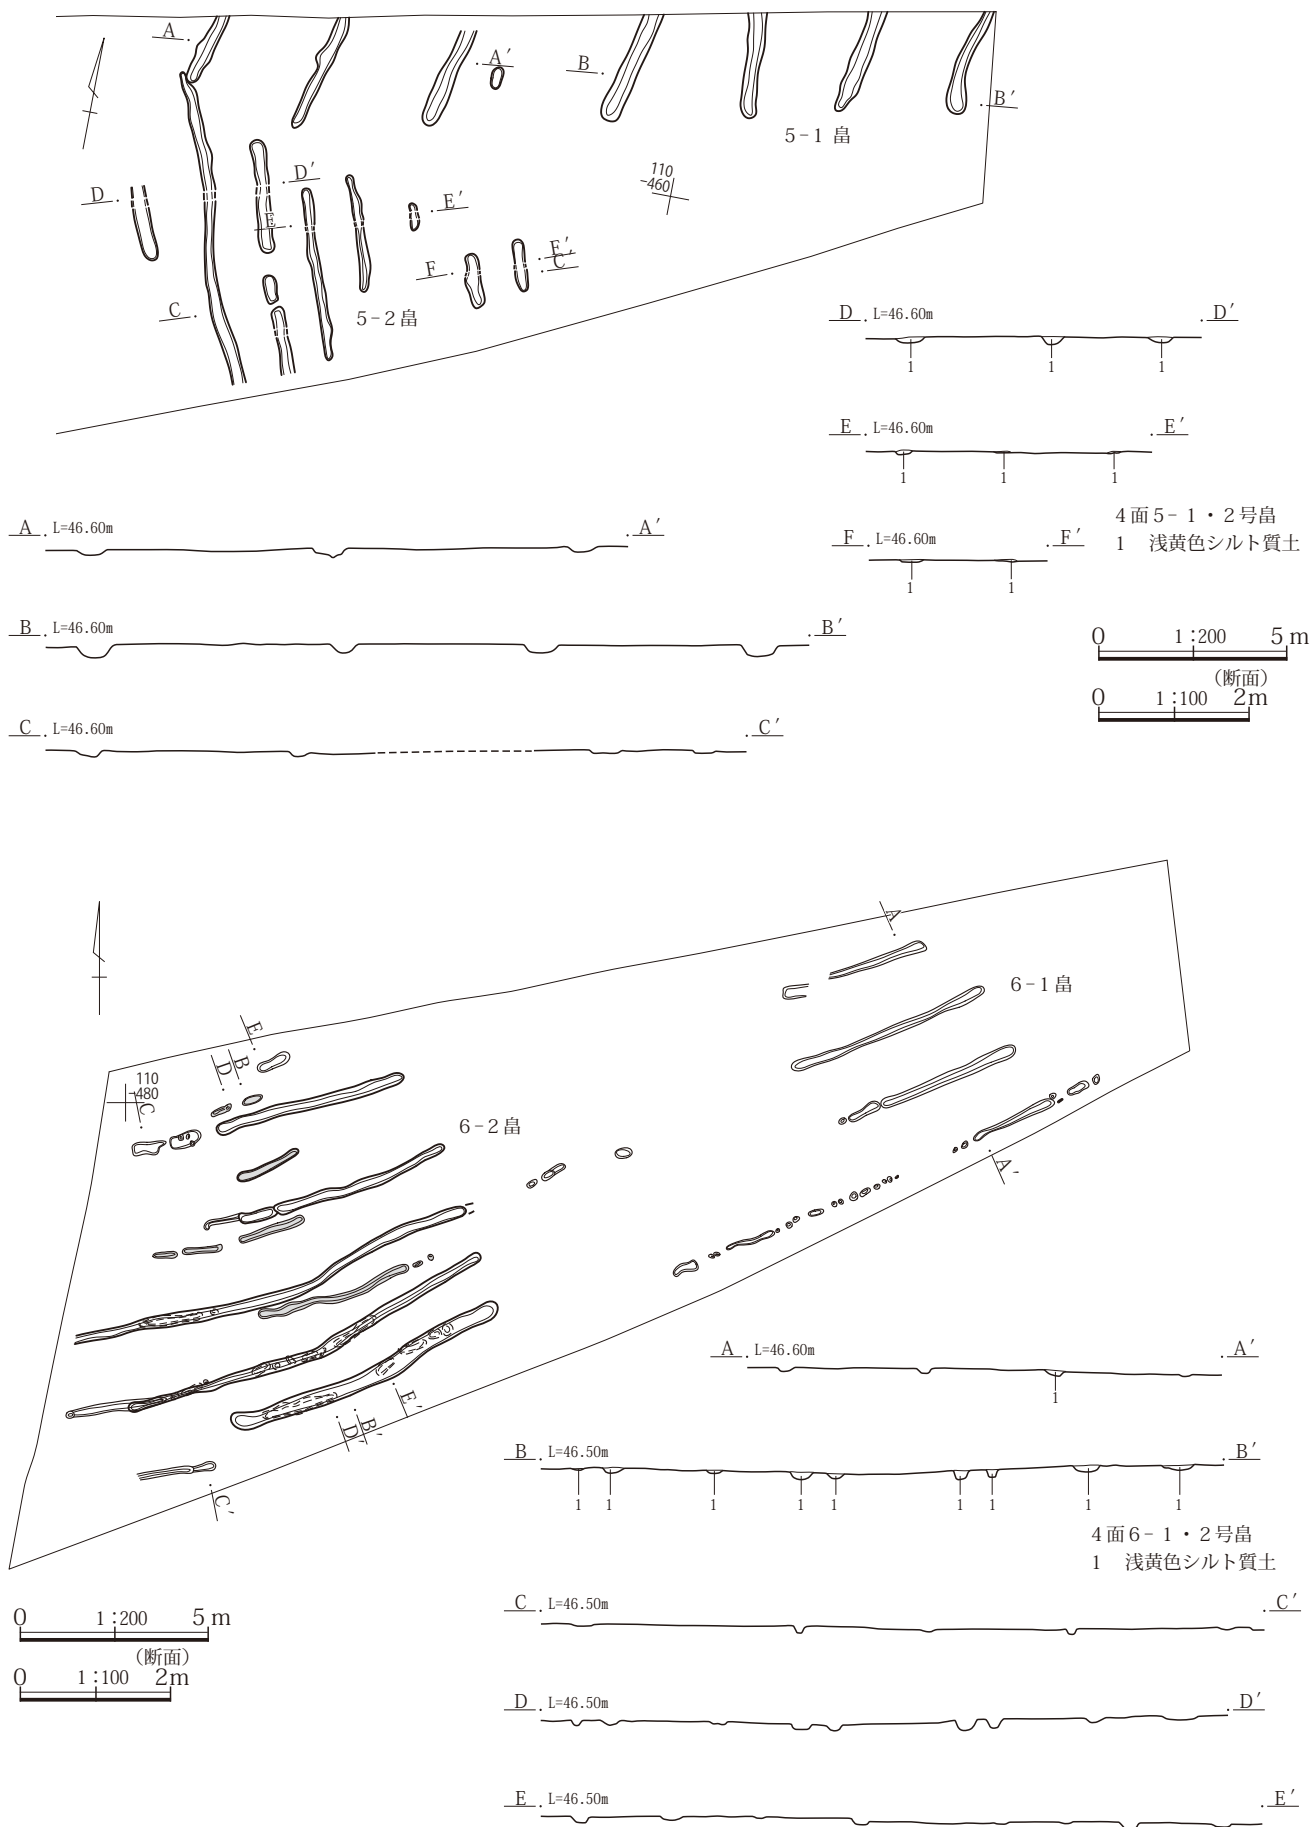 A
A′
B
B′
5-1 畠
110
-460
D
D′
E
E′
F
F′
C′
C
5-2畠
D L=46.60m D′
1 1 1
E L=46.60m E′
1 1 1
4面5-1・2号畠
1 浅黄色シルト質土
F L=46.60m F′
1 1
A L=46.60m A′
B L=46.60m B′
C L=46.60m C′
0 1:200 5m
(断面)
0 1:100 2m
A
6-1畠
E
B
D
110
-480
C
6-2畠
A′
E′
B′
D′
C′
A L=46.60m A′
1
B L=46.50m B′
1 1 1 1 1 1 1 1 1
4面6-1・2号畠
1 浅黄色シルト質土
C L=46.50m C′
0 1:200 5m
(断面)
0 1:100 2m
D L=46.50m D′
E L=46.50m E′